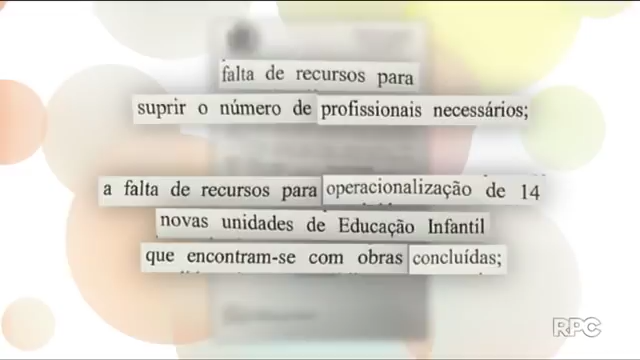 falta de recursos para
suprir o número de profissionais necessários;
a falta de recursos para operacionalização de 14
novas unidades de Educação Infantil
que encontram-se com obras concluídas;
RPC